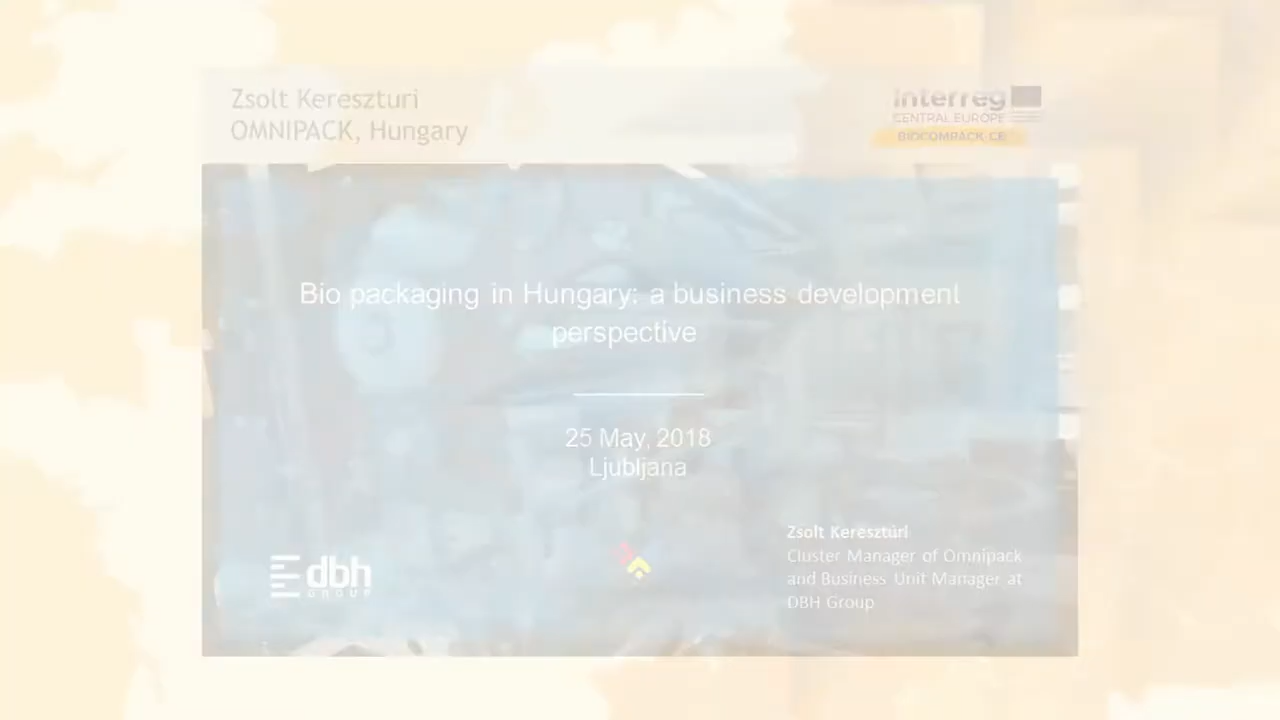 Zsolt Kereszturi
OMNIPACK, Hungary
Interreg
CENTRAL EUROPE
BIOCOMPACK-CE
Bio packaging in Hungary: a business development
perspective
25 May, 2018
Ljubljana
Zsolt Keresztúri
Cluster Manager of Omnipack
and Business Unit Manager at
DBH Group
dbh
GROUP